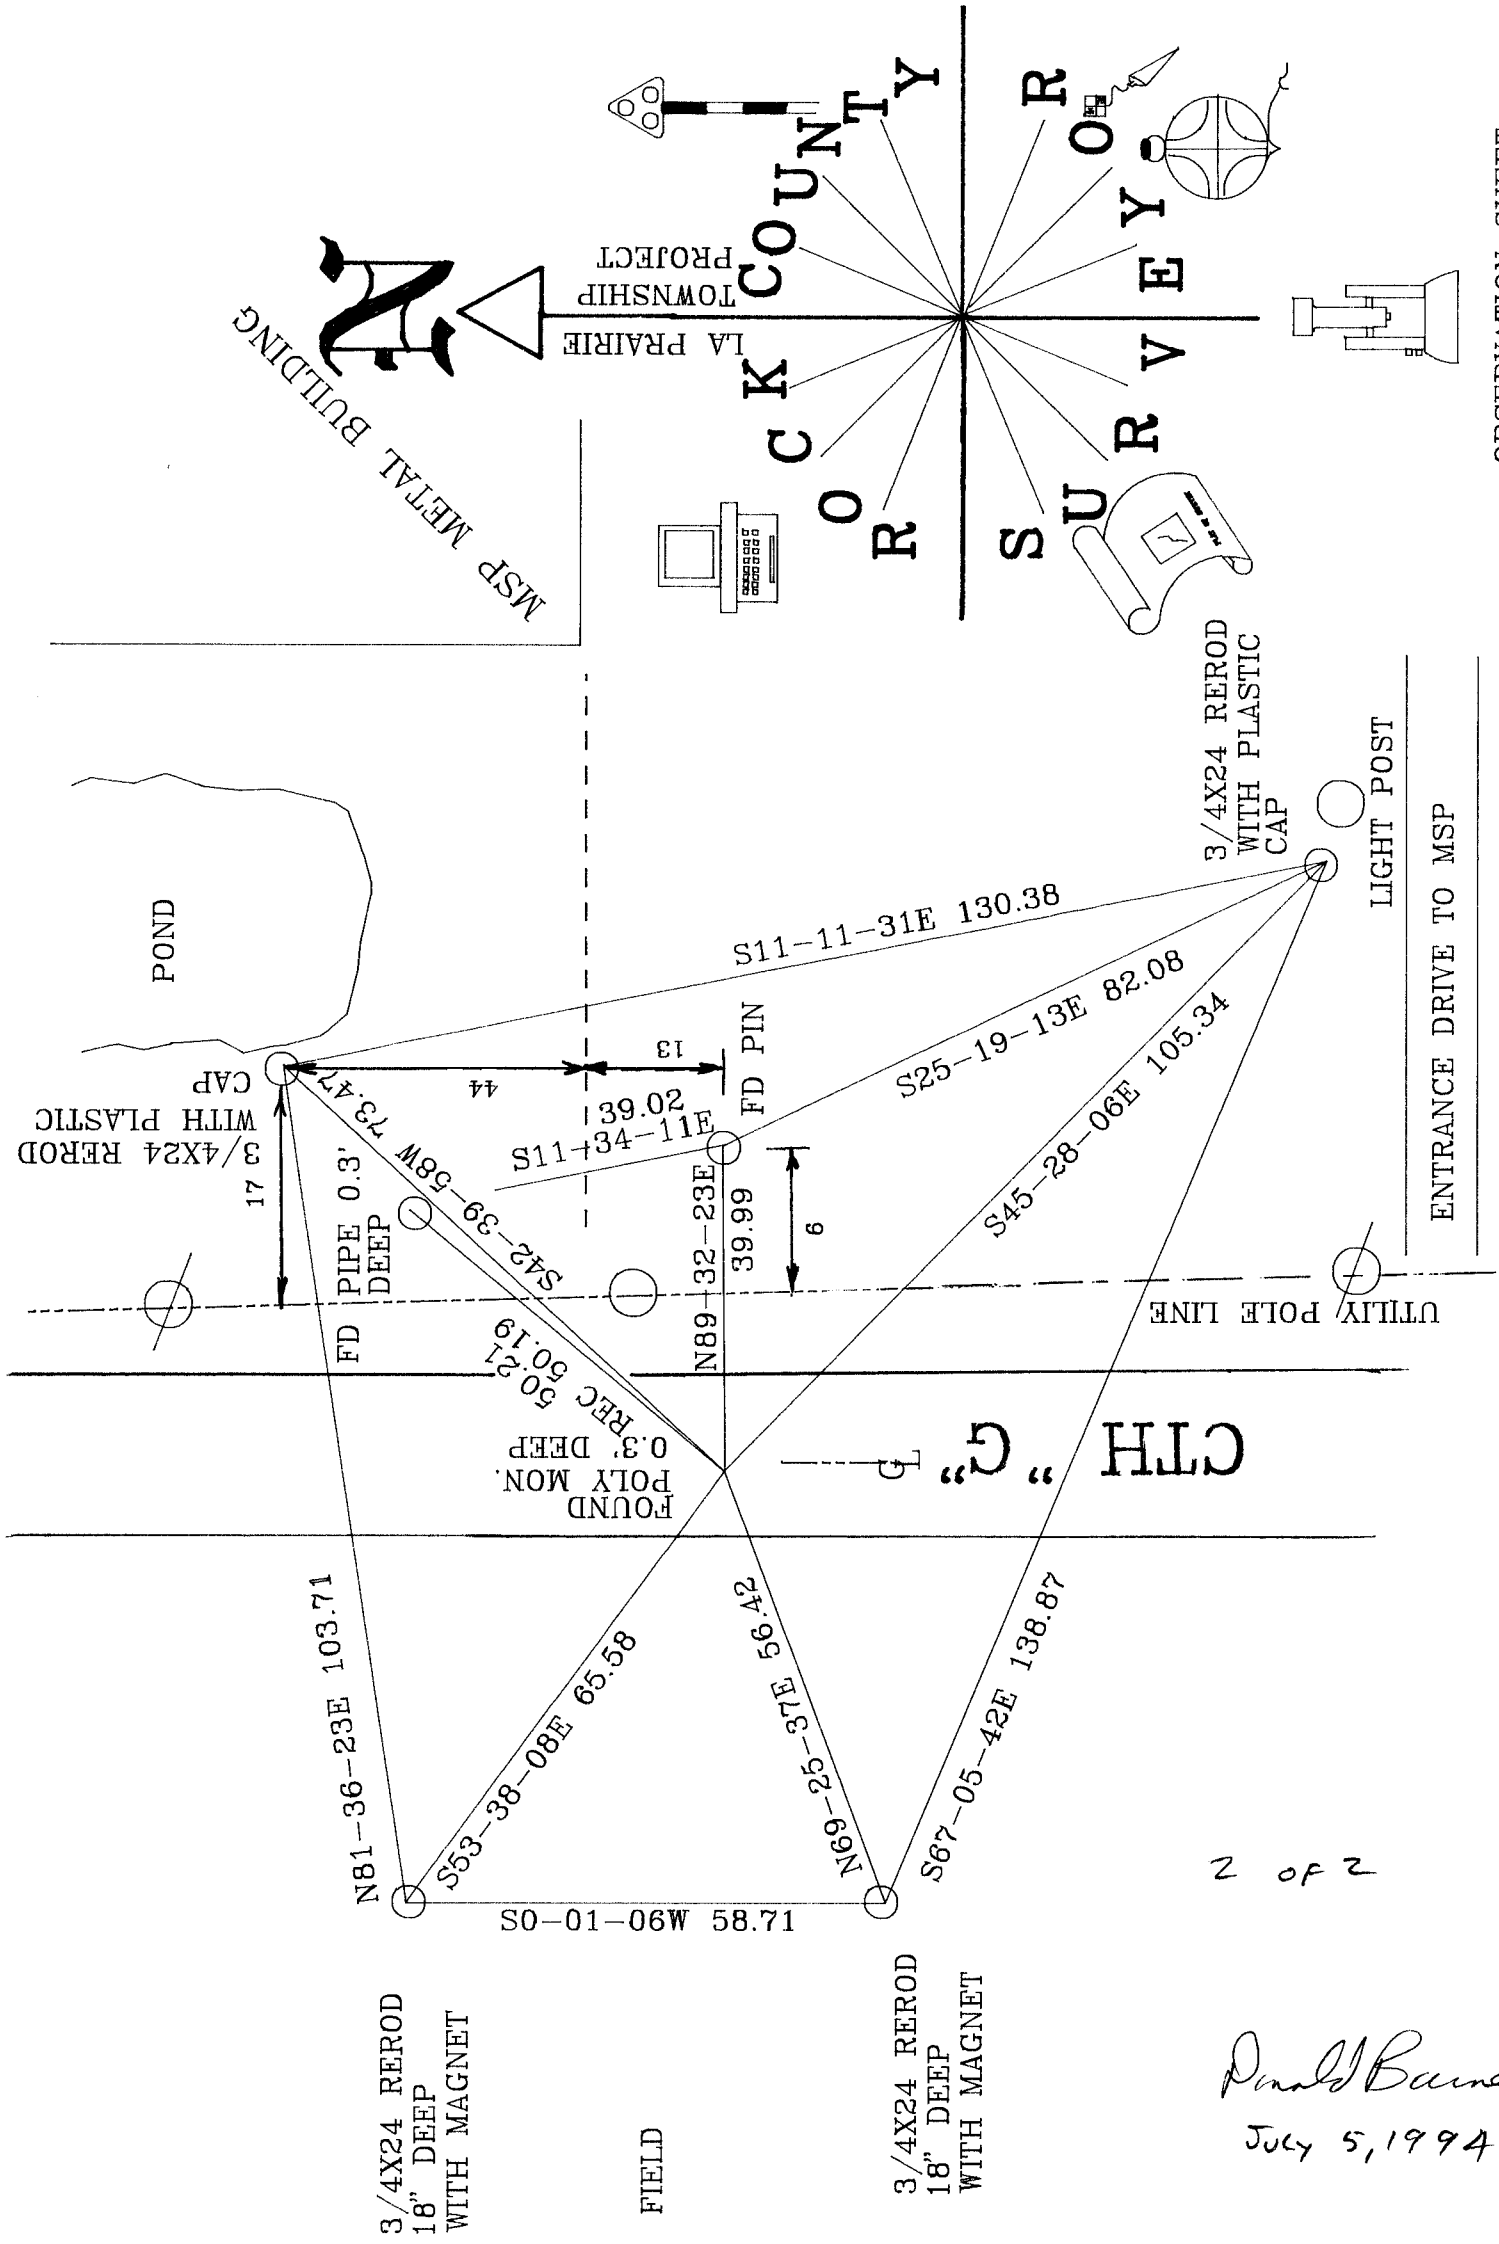 MSP METAL BUILDING
LA PRAIRIE
TOWNSHIP
PROJECT
ROCK COUNTY
SURVEYOR
POND
3/4X24 REROD
WITH PLASTIC
CAP
17
44
13
FD PIPE 0.3'
DEEP
S42-39-58W 73.47
50.21
REC 50.19
S11-34-11E
39.02
FD PIN
N89-32-23E
39.99
6
S11-11-31E 130.38
S25-19-13E 82.08
S45-28-06E 105.34
3/4X24 REROD
WITH PLASTIC
CAP
LIGHT POST
ENTRANCE DRIVE TO MSP
UTILIY POLE LINE
FOUND
POLY MON.
0.3' DEEP
CTH "G"
N81-36-23E 103.71
S53-38-08E 65.58
N69-25-37E 56.42
S67-05-42E 138.87
S0-01-06W 58.71
3/4X24 REROD
18" DEEP
WITH MAGNET
FIELD
3/4X24 REROD
18" DEEP
WITH MAGNET
2 OF 2
Donald Barnes
July 5, 1994